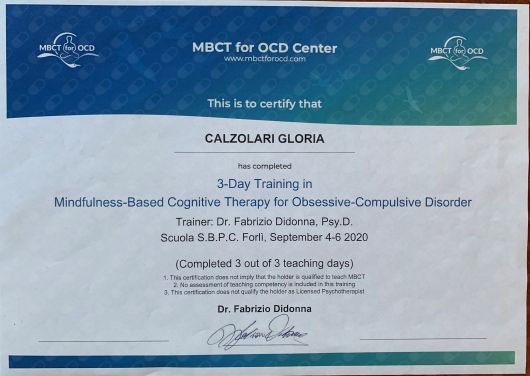 MBCT for OCD
MBCT for OCD
MBCT for OCD Center
www.mbctforocd.com
This is to certify that
CALZOLARI GLORIA
has completed
3-Day Training in
Mindfulness-Based Cognitive Therapy for Obsessive-Compulsive Disorder
Trainer: Dr. Fabrizio Didonna, Psy.D.
Scuola S.B.P.C. Forlì, September 4-6 2020
(Completed 3 out of 3 teaching days)
1. This certification does not imply that the holder is qualified to teach MBCT
2. No assessment of teaching competency is included in this training
3. This certification does not qualify the holder as Licensed Psychotherapist
Dr. Fabrizio Didonna